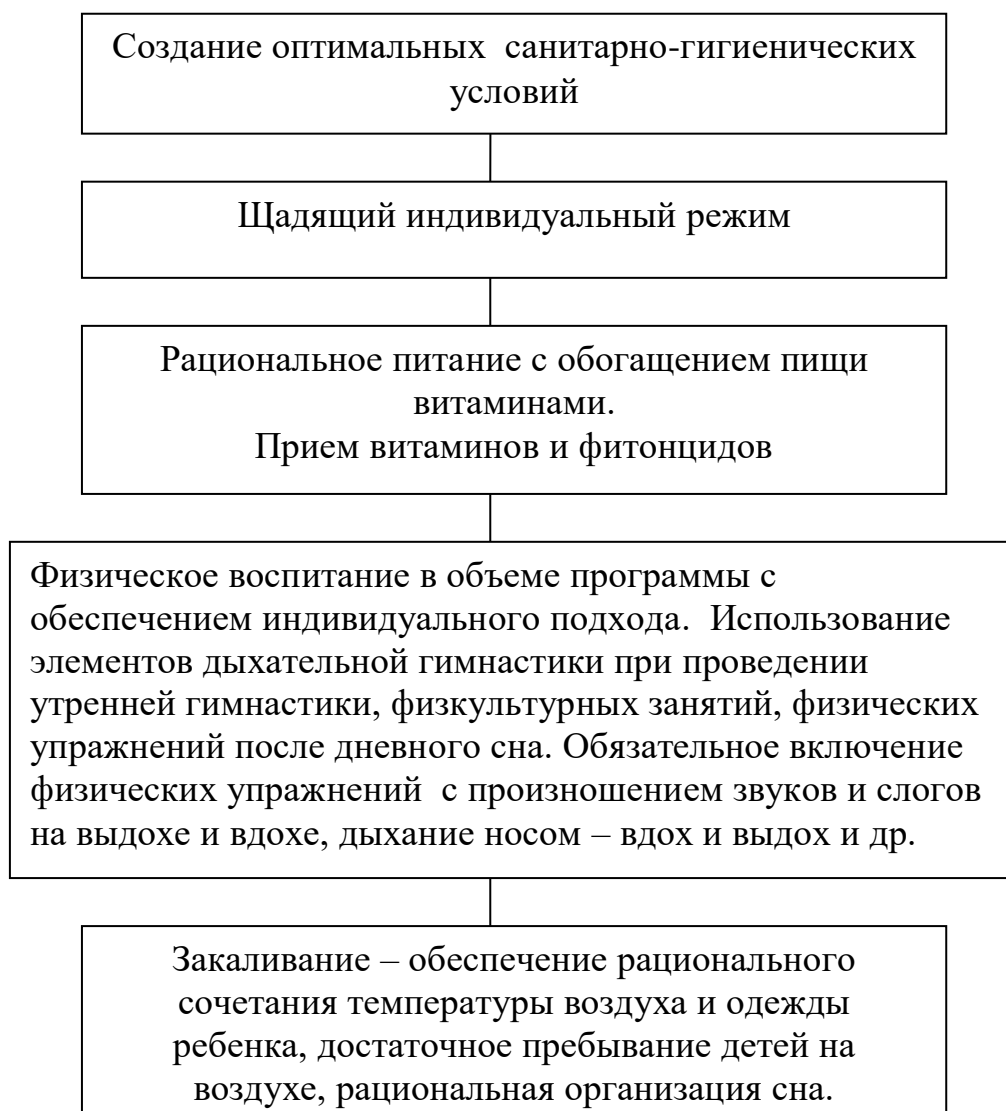 Создание оптимальных санитарно-гигиенических
условий
Щадящий индивидуальный режим
Рациональное питание с обогащением пищи
витаминами.
Прием витаминов и фитонцидов
Физическое воспитание в объеме программы с
обеспечением индивидуального подхода. Использование
элементов дыхательной гимнастики при проведении
утренней гимнастики, физкультурных занятий, физических
упражнений после дневного сна. Обязательное включение
физических упражнений с произношением звуков и слогов
на выдохе и вдохе, дыхание носом – вдох и выдох и др.
Закаливание – обеспечение рационального
сочетания температуры воздуха и одежды
ребенка, достаточное пребывание детей на
воздухе, рациональная организация сна.